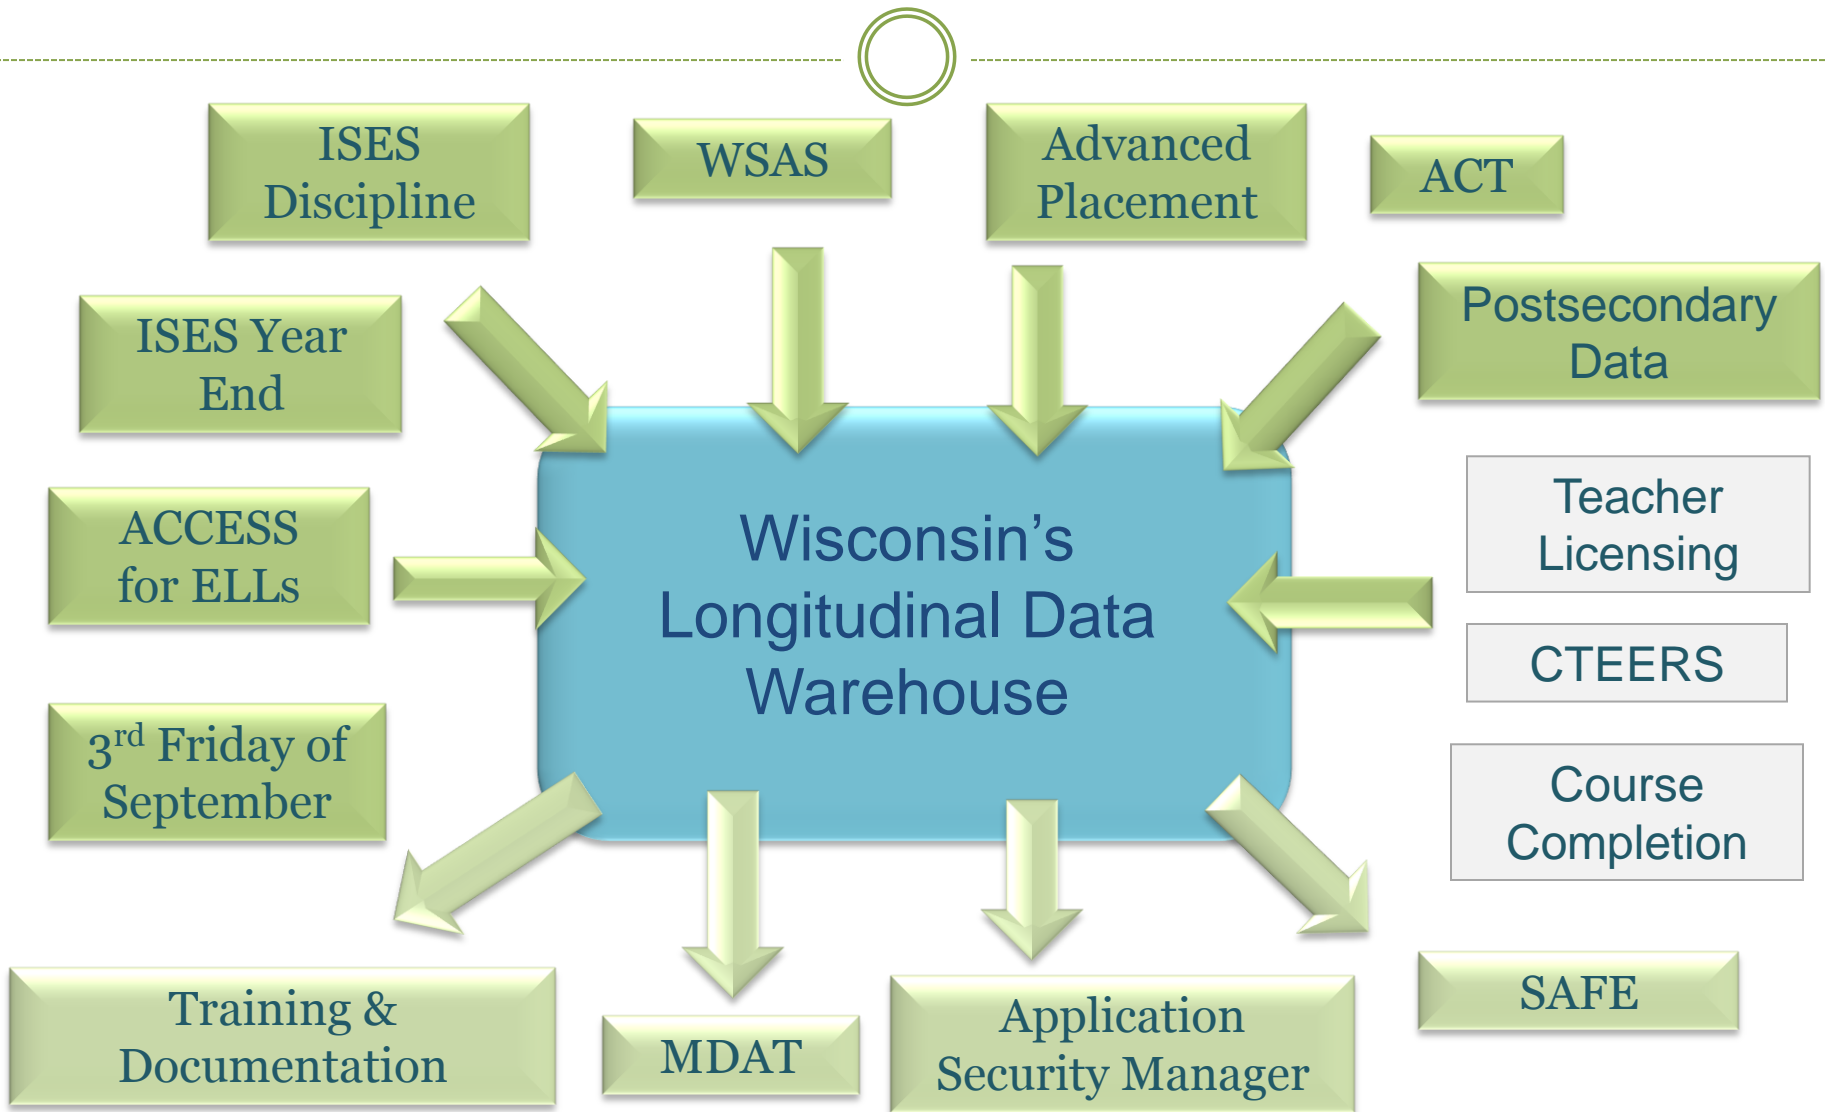 ISES
Discipline
WSAS
Advanced
Placement
ACT
Postsecondary
Data
ISES Year
End
ACCESS
for ELLs
Wisconsin’s
Longitudinal Data
Warehouse
Teacher
Licensing
CTEERS
3rd Friday of
September
Course
Completion
Training &
Documentation
MDAT
Application
Security Manager
SAFE